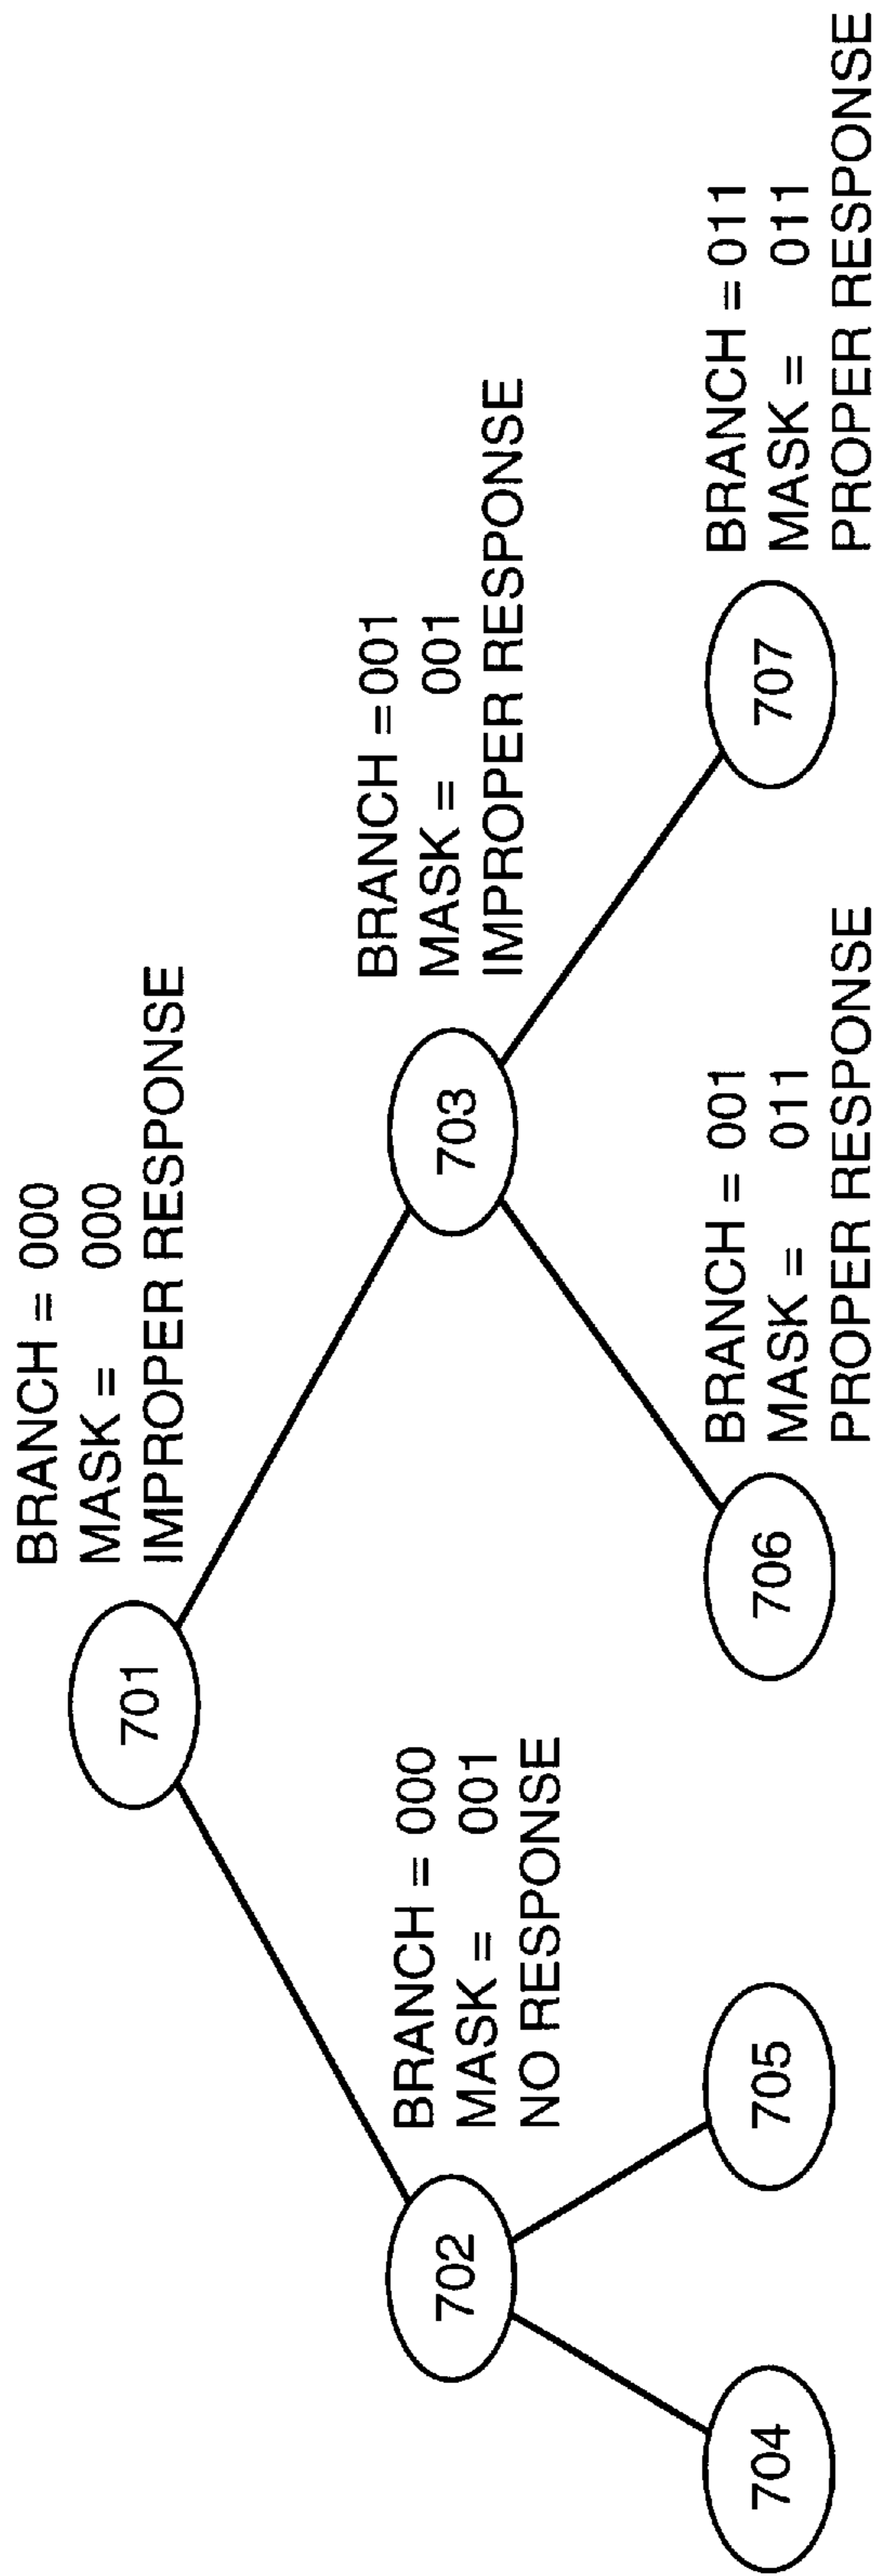 BRANCH = 000
MASK = 000
IMPROPER RESPONSE
701
BRANCH = 000
MASK = 001
NO RESPONSE
702
BRANCH =001
MASK = 001
IMPROPER RESPONSE
703
704
705
BRANCH = 001
MASK = 011
PROPER RESPONSE
706
BRANCH = 011
MASK = 011
PROPER RESPONSE
707